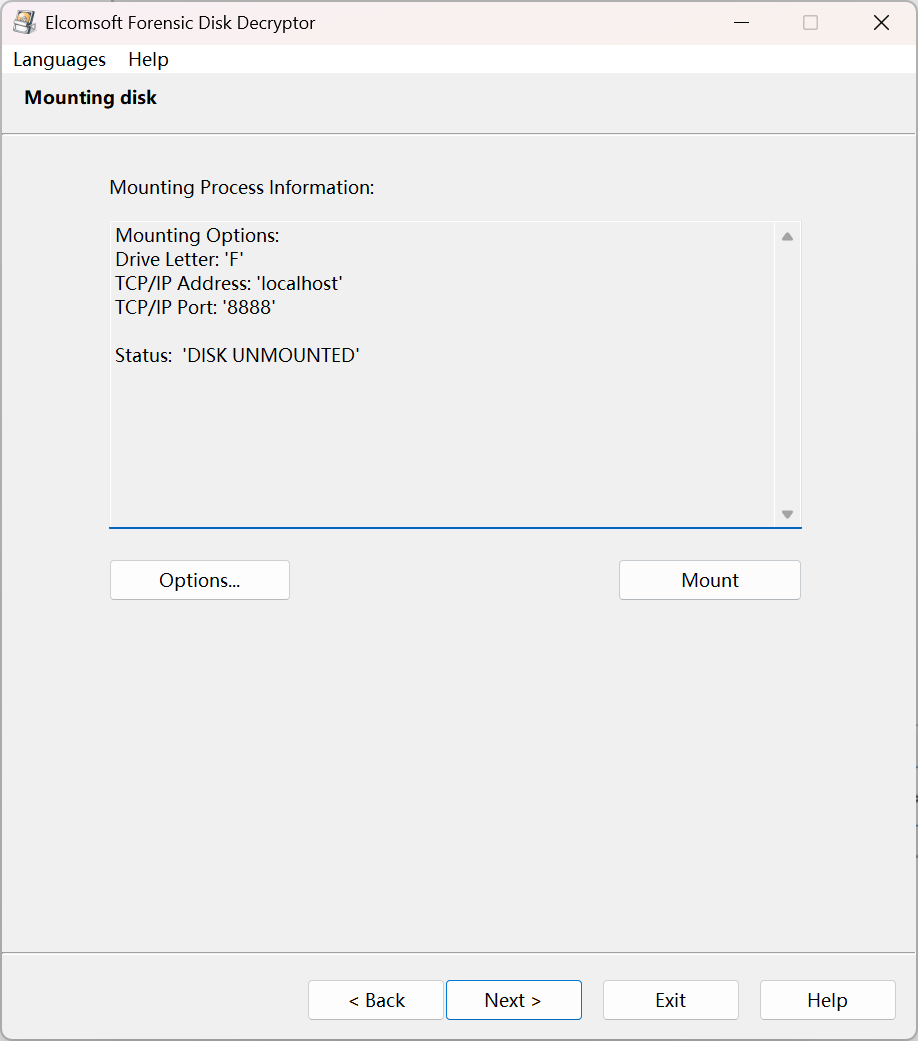 Elcomsoft Forensic Disk Decryptor
Languages Help
Mounting disk
Mounting Process Information:
Mounting Options:
Drive Letter: 'F'
TCP/IP Address: 'localhost'
TCP/IP Port: '8888'
Status:  'DISK UNMOUNTED'
Options... Mount
< Back Next > Exit Help